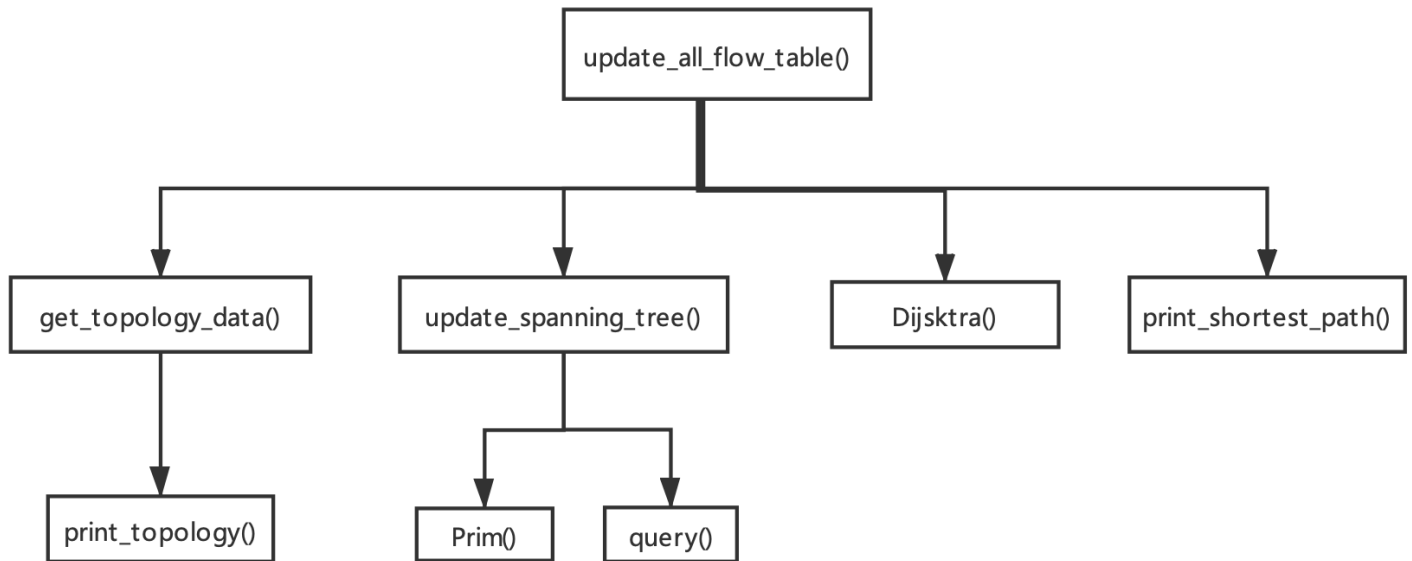 update_all_flow_table()
get_topology_data()
update_spanning_tree()
Dijsktra()
print_shortest_path()
print_topology()
Prim()
query()